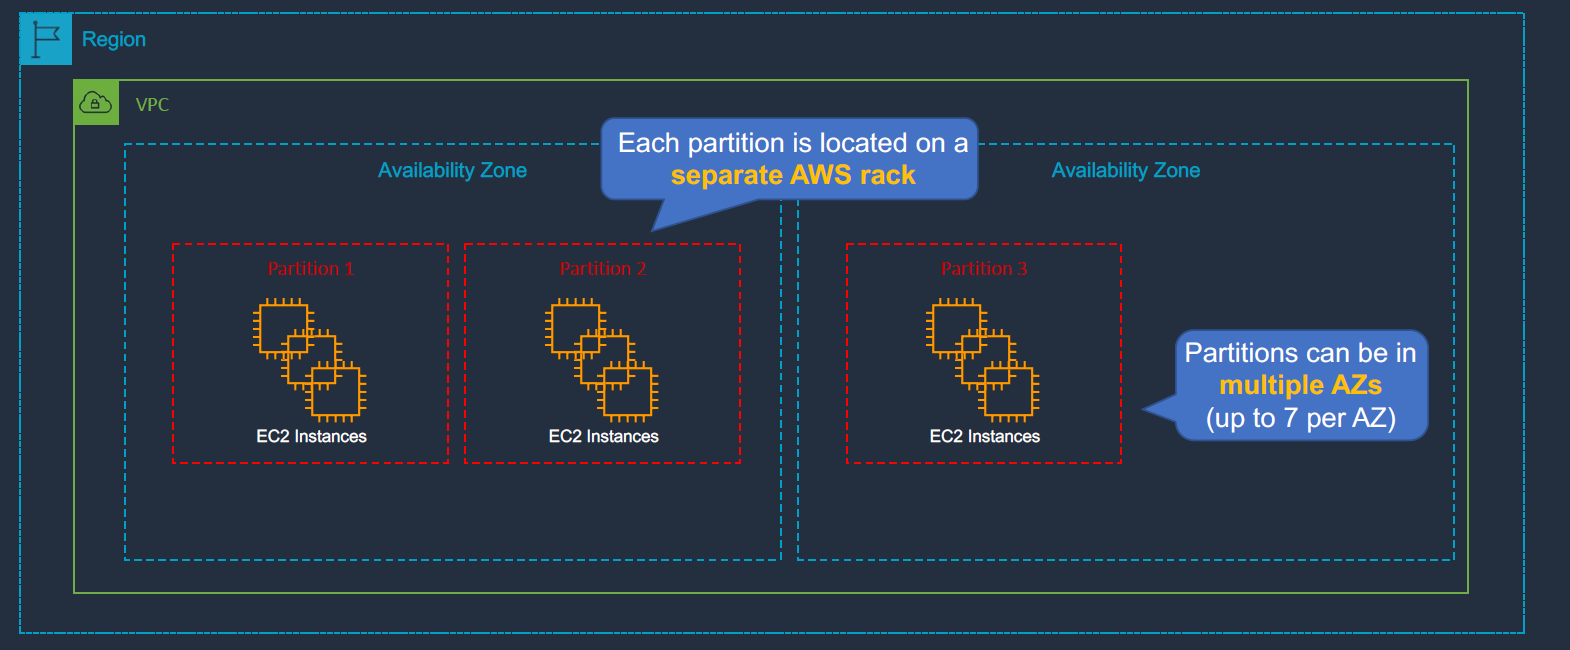 Region
VPC
Each partition is located on a
separate AWS rack
Availability Zone
Availability Zone
Partition 1
Partition 2
Partition 3
EC2 Instances
EC2 Instances
EC2 Instances
Partitions can be in
multiple AZs
(up to 7 per AZ)